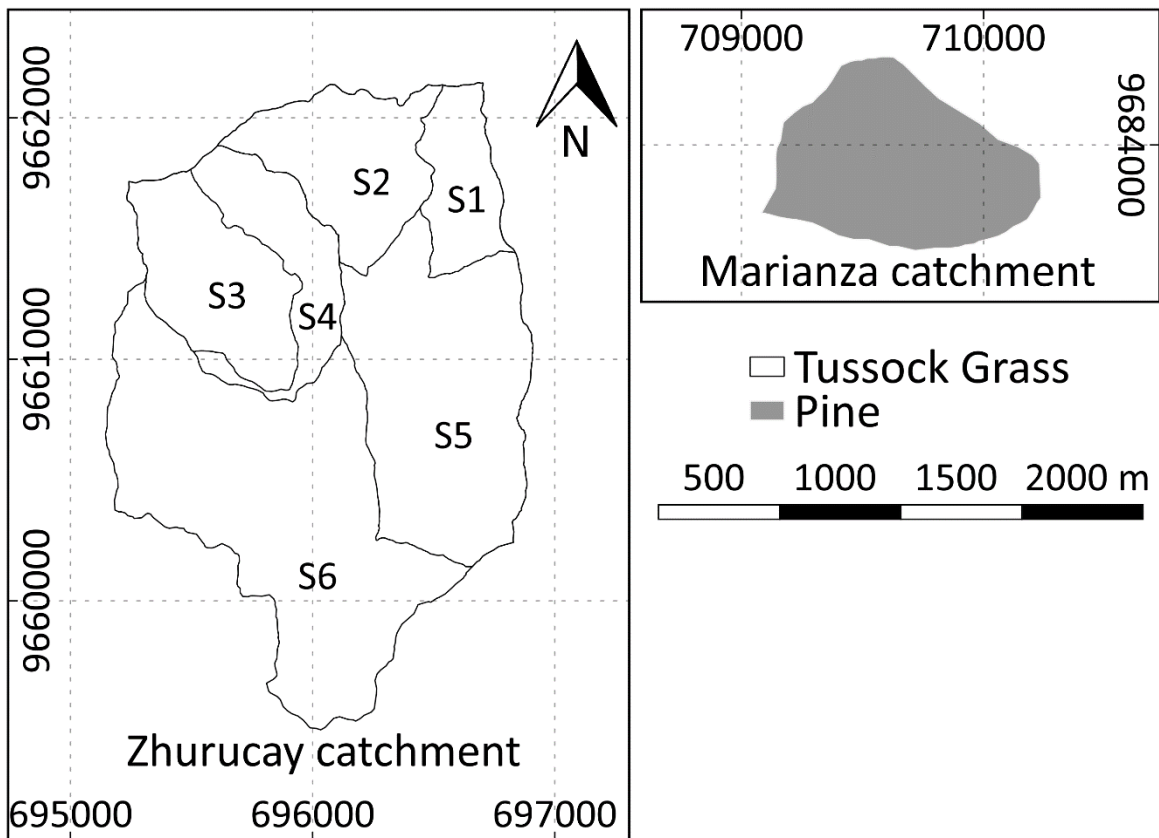 9662000
9661000
9660000
N
S2
S1
S3
S4
S5
S6
Zhurucay catchment
695000 696000 697000
709000 710000
9684000
Marianza catchment
Tussock Grass
Pine
500 1000 1500 2000 m